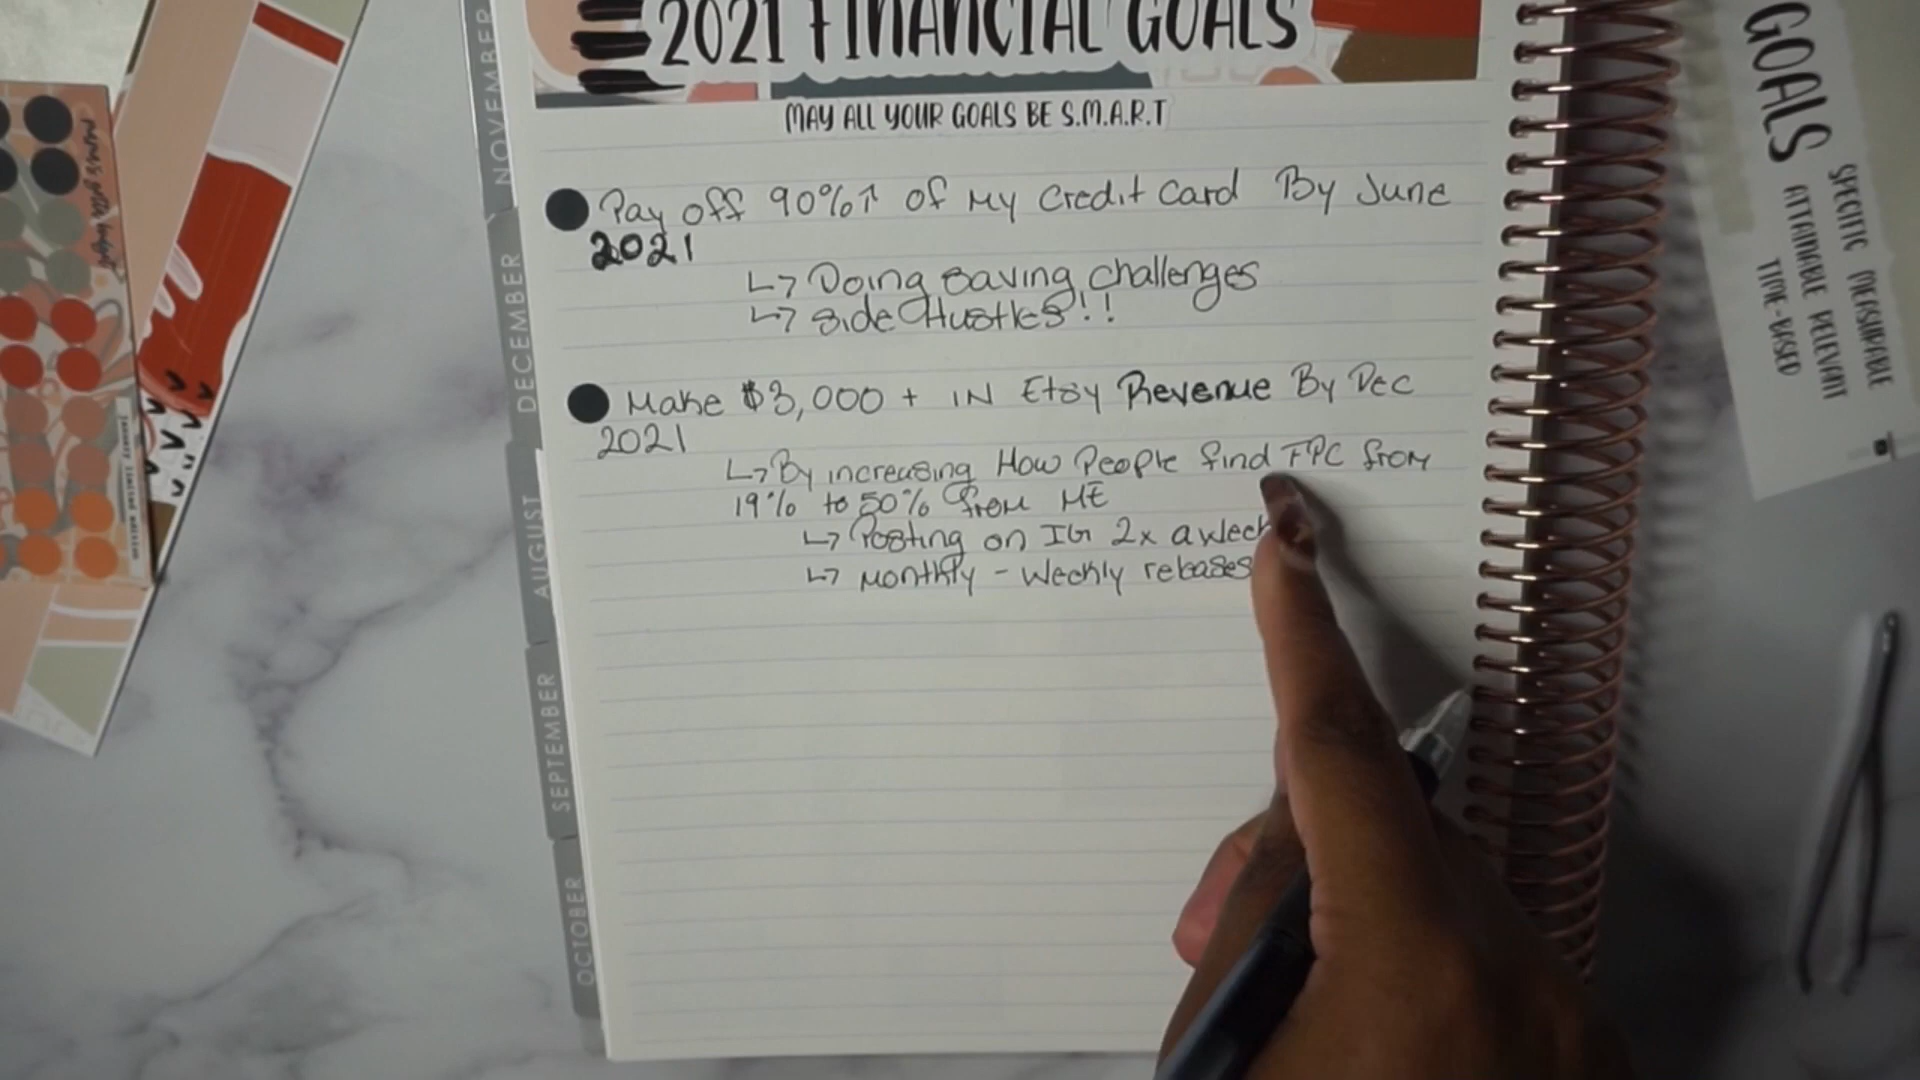 2021 FINANCIAL GOALS
MAY ALL YOUR GOALS BE S.M.A.R.T
Pay off 90%↑ of My Credit Card By June
2021
↳ Doing saving challenges
↳ side Hustles!!
Make $3,000 + IN Etsy Revenue By Dec
2021
↳ By increasing How People find FPC from
19% to 50% from ME
↳ Posting on IG 2x a week
↳ Monthly - Weekly releases
NOVEMBER
DECEMBER
AUGUST
SEPTEMBER
OCTOBER
GOALS
SPECIFIC MEASURABLE
ATTAINABLE RELEVANT
TIME-BASED